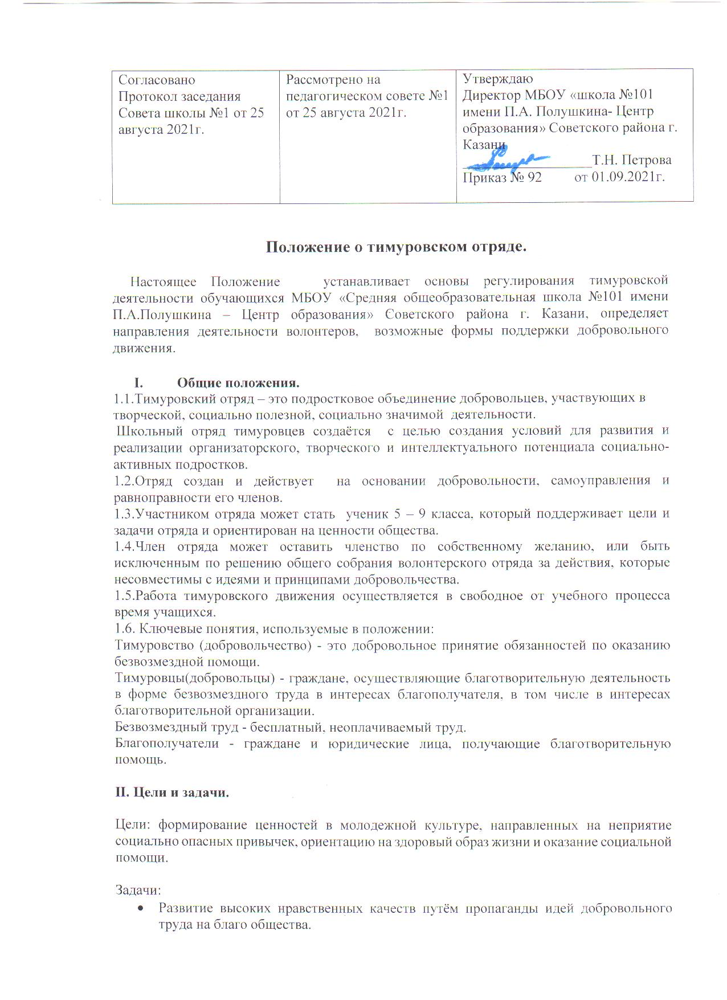 Согласовано
Протокол заседания
Совета школы №1 от 25
августа 2021г.
Рассмотрено на
педагогическом совете №1
от 25 августа 2021г.
Утверждаю
Директор МБОУ «школа №101
имени П.А. Полушкина- Центр
образования» Советского района г.
Казани
__________________Т.Н. Петрова
Приказ № 92 от 01.09.2021г.
Положение о тимуровском отряде.
Настоящее Положение устанавливает основы регулирования тимуровской
деятельности обучающихся МБОУ «Средняя общеобразовательная школа №101 имени
П.А.Полушкина – Центр образования» Советского района г. Казани, определяет
направления деятельности волонтеров, возможные формы поддержки добровольного
движения.
I. Общие положения.
1.1.Тимуровский отряд – это подростковое объединение добровольцев, участвующих в
творческой, социально полезной, социально значимой деятельности.
Школьный отряд тимуровцев создаётся с целью создания условий для развития и
реализации организаторского, творческого и интеллектуального потенциала социально-
активных подростков.
1.2.Отряд создан и действует на основании добровольности, самоуправления и
равноправности его членов.
1.3.Участником отряда может стать ученик 5 – 9 класса, который поддерживает цели и
задачи отряда и ориентирован на ценности общества.
1.4.Член отряда может оставить членство по собственному желанию, или быть
исключенным по решению общего собрания волонтерского отряда за действия, которые
несовместимы с идеями и принципами добровольчества.
1.5.Работа тимуровского движения осуществляется в свободное от учебного процесса
время учащихся.
1.6. Ключевые понятия, используемые в положении:
Тимуровство (добровольчество) - это добровольное принятие обязанностей по оказанию
безвозмездной помощи.
Тимуровцы(добровольцы) - граждане, осуществляющие благотворительную деятельность
в форме безвозмездного труда в интересах благополучателя, в том числе в интересах
благотворительной организации.
Безвозмездный труд - бесплатный, неоплачиваемый труд.
Благополучатели - граждане и юридические лица, получающие благотворительную
помощь.
II. Цели и задачи.
Цели: формирование ценностей в молодежной культуре, направленных на неприятие
социально опасных привычек, ориентацию на здоровый образ жизни и оказание социальной
помощи.
Задачи:
• Развитие высоких нравственных качеств путём пропаганды идей добровольного
труда на благо общества.